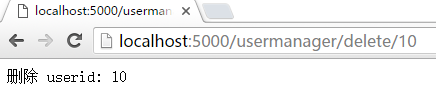 localhost:5000/userman
localhost:5000/usermanager/delete/10
删除 userid: 10